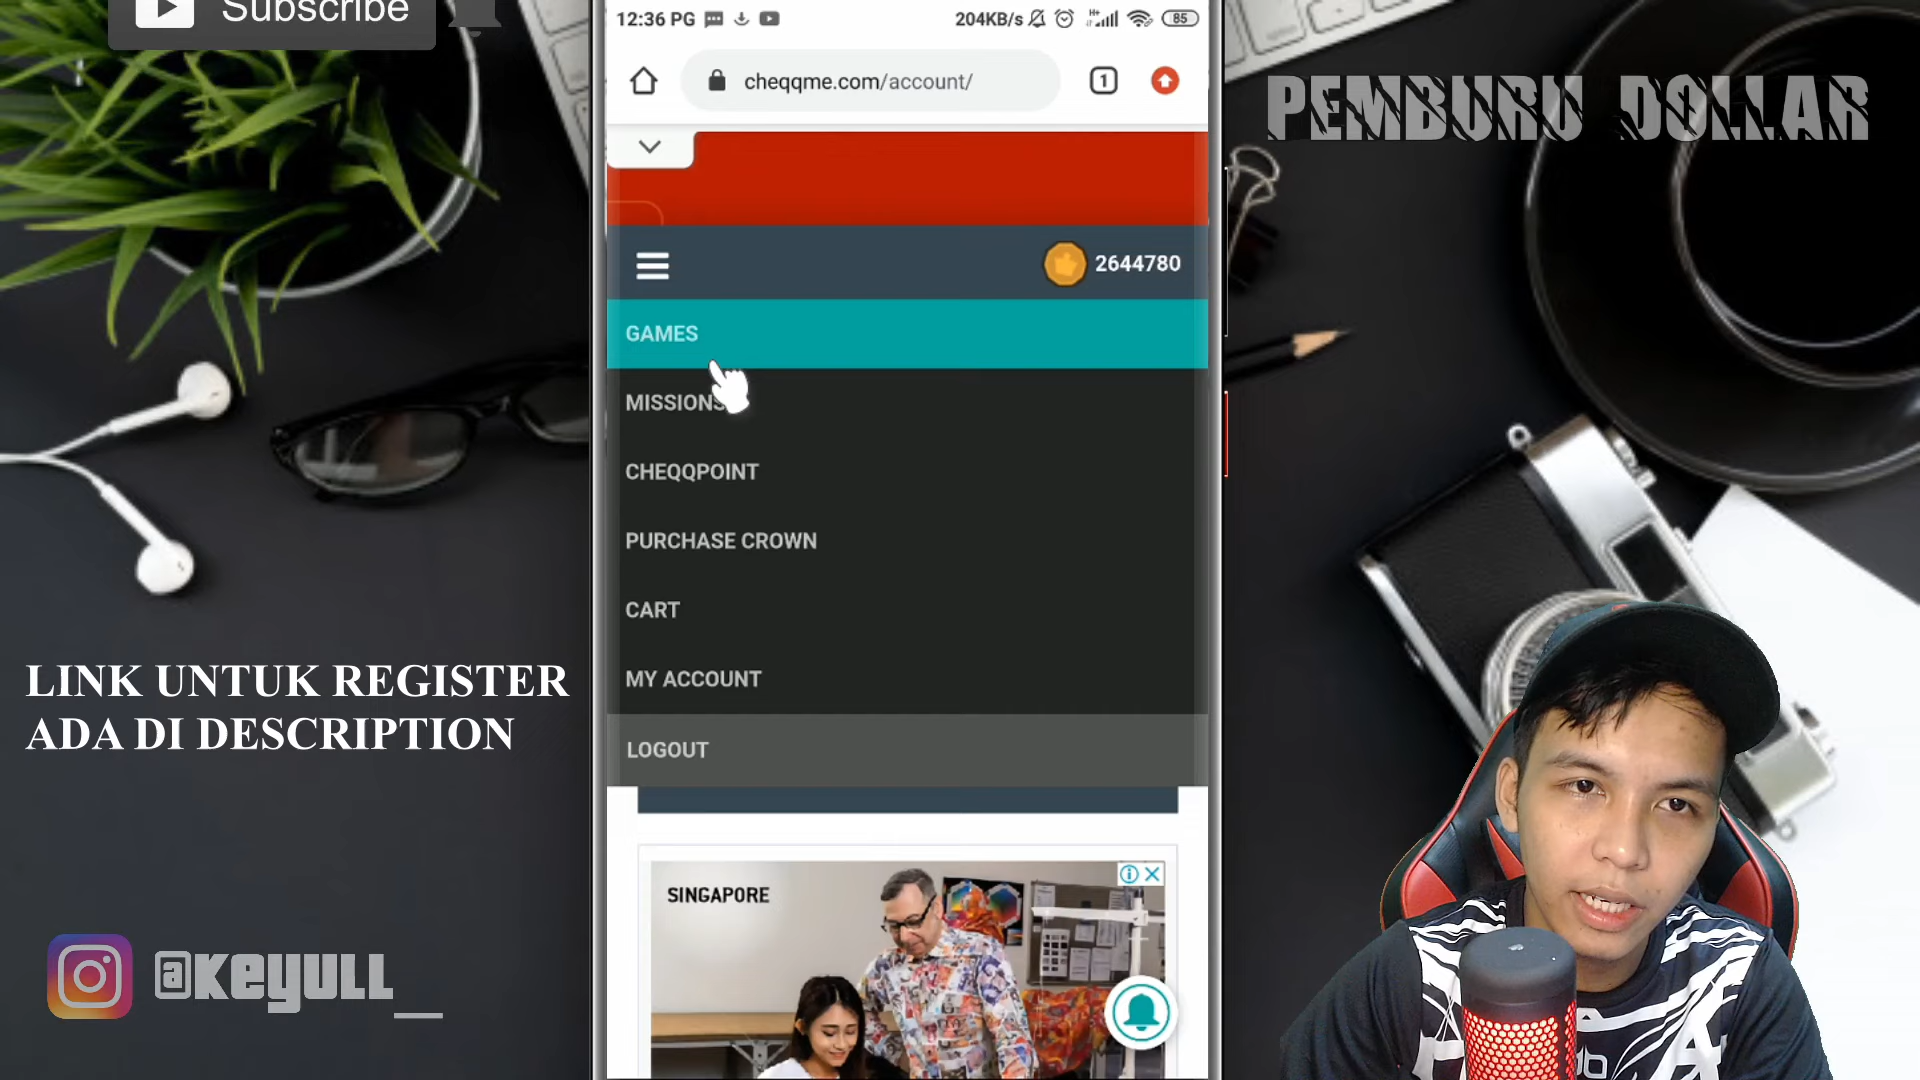 Subscribe
12:36 PG
204KB/s
85
cheqqme.com/account/
1
PEMBURU DOLLAR
2644780
GAMES
MISSIONS
CHEQQPOINT
PURCHASE CROWN
CART
MY ACCOUNT
LOGOUT
LINK UNTUK REGISTER
ADA DI DESCRIPTION
SINGAPORE
@keyull_